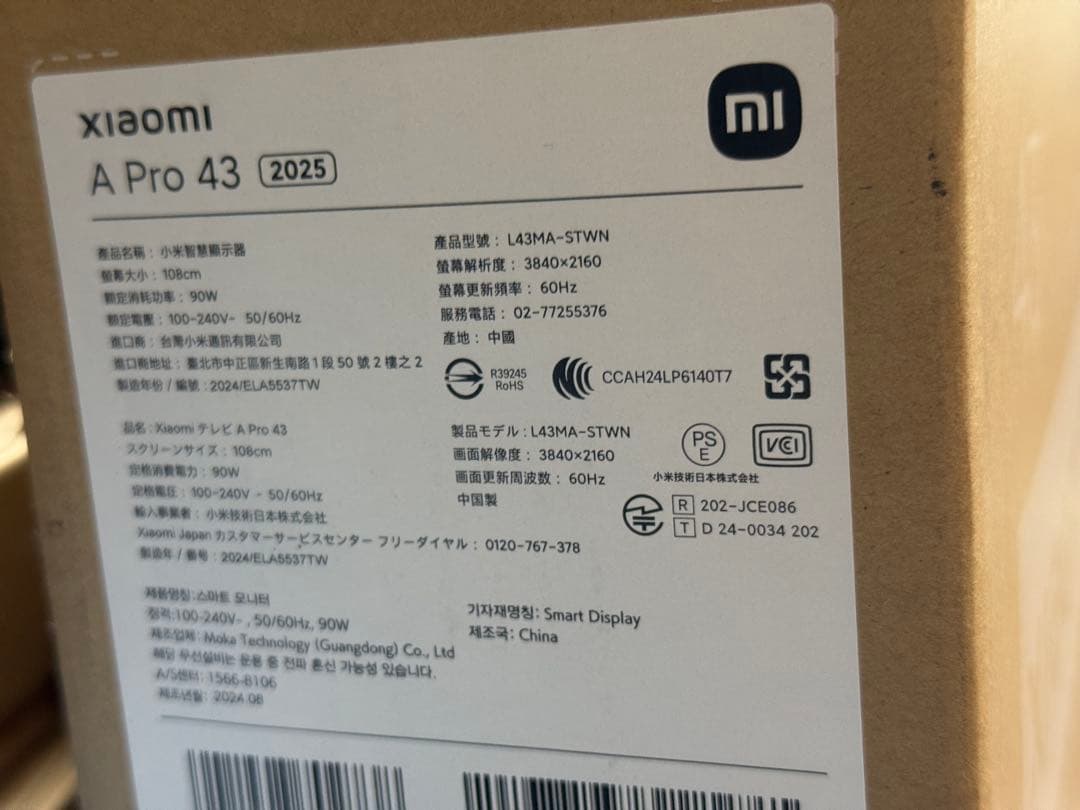 xiaomi
mi
A Pro 43 2025
產品名稱：小米智慧顯示器
螢幕大小：108cm
額定消耗功率：90W
額定電壓：100-240V~ 50/60Hz
進口商：台灣小米通訊有限公司
進口商地址：臺北市中正區新生南路1段50號2樓之2
製造年份 / 編號：2024/ELA5537TW
產品型號：L43MA-STWN
螢幕解析度：3840×2160
螢幕更新頻率：60Hz
服務電話：02-77255376
產地：中國
R39245
RoHS
CCAH24LP6140T7
品名：Xiaomi テレビ A Pro 43
スクリーンサイズ：108cm
定格消費電力：90W
定格電圧：100-240V ~ 50/60Hz
輸入事業者：小米技術日本株式会社
Xiaomi Japan カスタマーサービスセンター フリーダイヤル：0120-767-378
製造年 / 番号：2024/ELA5537TW
製品モデル：L43MA-STWN
画面解像度：3840×2160
画面更新周波数：60Hz
中国製
PS
E
VCCI
小米技術日本株式会社
R 202-JCE086
T D 24-0034 202
제품명칭:스마트 모니터
정격:100-240V~, 50/60Hz, 90W
제조업체: Moka Technology (Guangdong) Co., Ltd
해당 무선설비는 운용 중 전파 혼신 가능성 있습니다.
A/S센터: 1566-8106
제조년월: 2024.08
기자재명칭: Smart Display
제조국: China